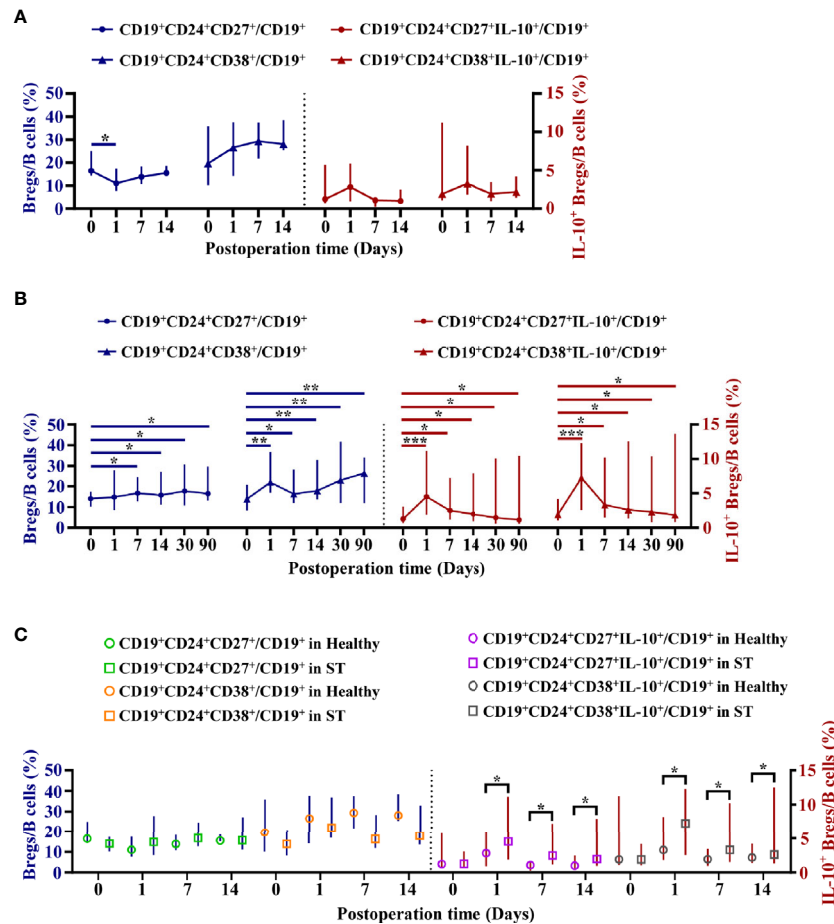 A
CD19⁺CD24⁺CD27⁺/CD19⁺
CD19⁺CD24⁺CD27⁺IL-10⁺/CD19⁺
CD19⁺CD24⁺CD38⁺/CD19⁺
CD19⁺CD24⁺CD38⁺IL-10⁺/CD19⁺
Bregs/B cells (%)
50
40
30
20
10
0
*
15
10
5
0
IL-10⁺ Bregs/B cells (%)
0 1 7 14 0 1 7 14 0 1 7 14 0 1 7 14
Postoperation time (Days)
B
CD19⁺CD24⁺CD27⁺/CD19⁺
CD19⁺CD24⁺CD27⁺IL-10⁺/CD19⁺
CD19⁺CD24⁺CD38⁺/CD19⁺
CD19⁺CD24⁺CD38⁺IL-10⁺/CD19⁺
Bregs/B cells (%)
50
40
30
20
10
0
*
*
*
*
**
**
**
*
**
*
*
*
*
***
*
*
*
*
***
15
10
5
0
IL-10⁺ Bregs/B cells (%)
0 1 7 14 30 90 0 1 7 14 30 90 0 1 7 14 30 90 0 1 7 14 30 90
Postoperation time (Days)
C
CD19⁺CD24⁺CD27⁺/CD19⁺ in Healthy
CD19⁺CD24⁺CD27⁺/CD19⁺ in ST
CD19⁺CD24⁺CD38⁺/CD19⁺ in Healthy
CD19⁺CD24⁺CD38⁺/CD19⁺ in ST
CD19⁺CD24⁺CD27⁺IL-10⁺/CD19⁺ in Healthy
CD19⁺CD24⁺CD27⁺IL-10⁺/CD19⁺ in ST
CD19⁺CD24⁺CD38⁺IL-10⁺/CD19⁺ in Healthy
CD19⁺CD24⁺CD38⁺IL-10⁺/CD19⁺ in ST
Bregs/B cells (%)
50
40
30
20
10
0
* * * * * *
15
10
5
0
IL-10⁺ Bregs/B cells (%)
0 1 7 14 0 1 7 14 0 1 7 14 0 1 7 14
Postoperation time (Days)